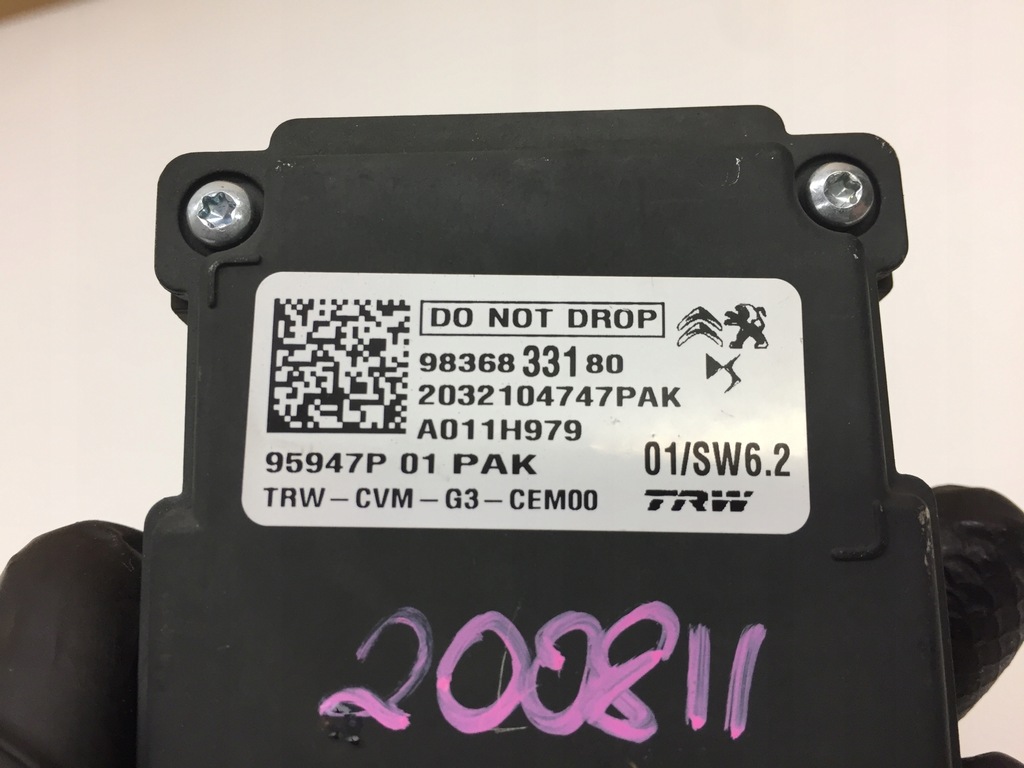 DO NOT DROP
98368 331 80
2032104747PAK
A011H979
95947P 01 PAK 01/SW6.2
TRW-CVM-G3-CEM00 TRW
200811